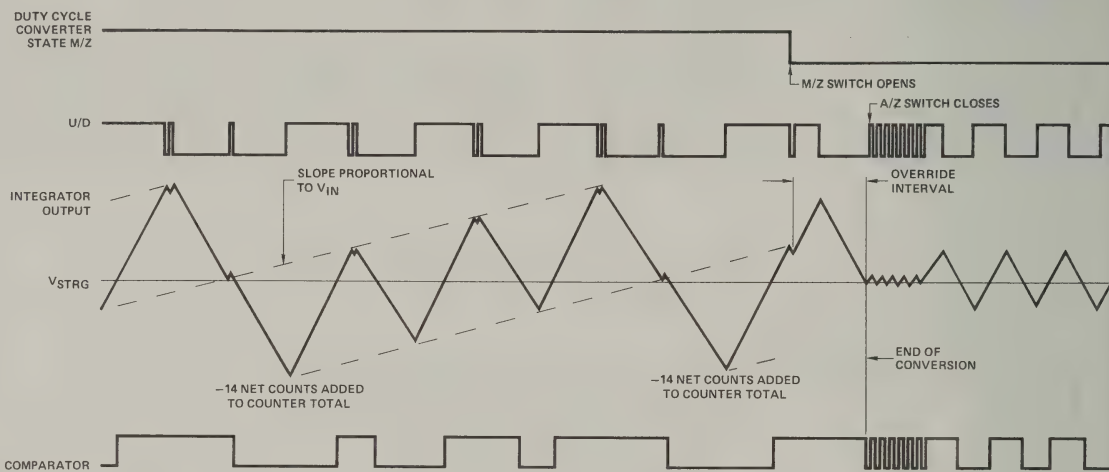 DUTY CYCLE
CONVERTER
STATE M/Z
M/Z SWITCH OPENS
A/Z SWITCH CLOSES
U/D
SLOPE PROPORTIONAL
TO VIN
OVERRIDE
INTERVAL
INTEGRATOR
OUTPUT
VSTRG
END OF
CONVERSION
−14 NET COUNTS ADDED
TO COUNTER TOTAL
−14 NET COUNTS ADDED
TO COUNTER TOTAL
COMPARATOR